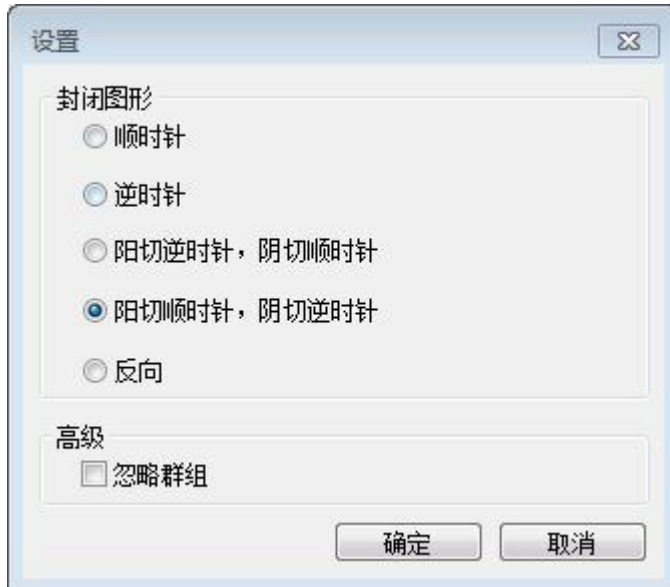 设置
封闭图形
顺时针
逆时针
阳切逆时针，阴切顺时针
阳切顺时针，阴切逆时针
反向
高级
忽略群组
确定 取消